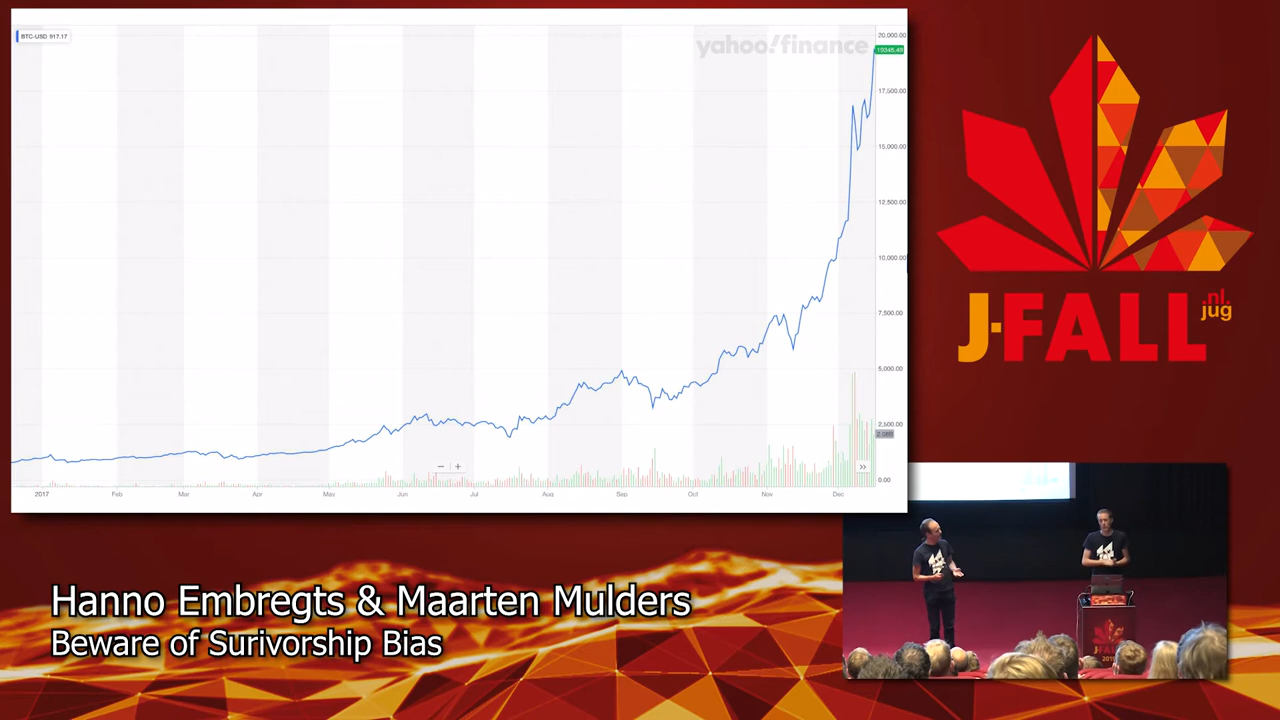 BTC-USD 917.17
yahoo!finance
20,000.00
19345.49
17,500.00
15,000.00
12,500.00
10,000.00
7,500.00
5,000.00
2,500.00
0.00
2017 Feb Mar Apr May Jun Jul Aug Sep Oct Nov Dec
J-FALL
nl
jug
Hanno Embregts & Maarten Mulders
Beware of Surivorship Bias
J-FALL